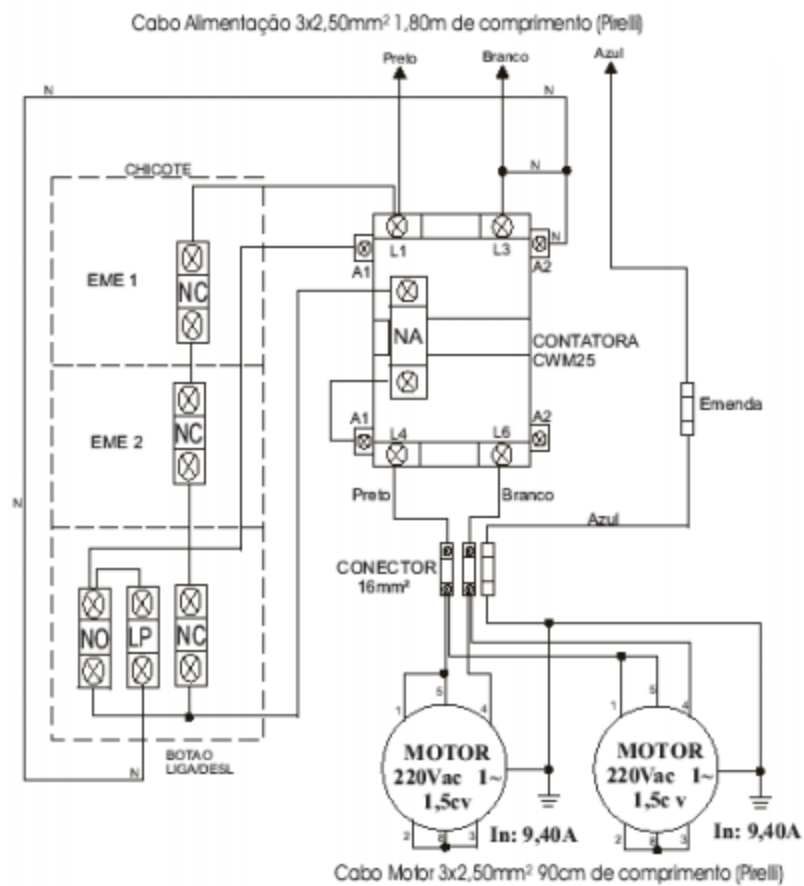 Cabo Alimentação 3x2,50mm² 1,80m de comprimento (Pirelli)
Preto
Branco
Azul
N
N
CHICOTE
N
L1
L3
N
A1
A2
EME 1
NC
NA
CONTATORA
CWM25
Emenda
EME 2
NC
A1
A2
L4
L6
Preto
Branco
N
Azul
CONECTOR
16mm²
NO
LP
NC
1
5
4
1
5
4
BOTAO
LIGA/DESL
N
MOTOR
220Vac 1~
1,5cv
MOTOR
220Vac 1~
1,5c v
2
8
3
In: 9,40A
2
8
3
In: 9,40A
Cabo Motor 3x2,50mm² 90cm de comprimento (Pirelli)